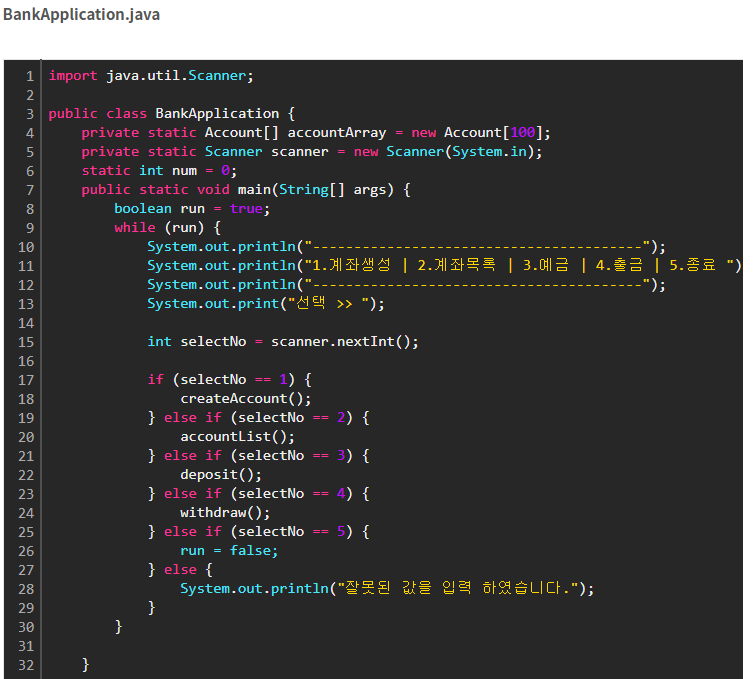 BankApplication.java
1 import java.util.Scanner;
2
3 public class BankApplication {
4     private static Account[] accountArray = new Account[100];
5     private static Scanner scanner = new Scanner(System.in);
6     static int num = 0;
7     public static void main(String[] args) {
8         boolean run = true;
9         while (run) {
10             System.out.println("----------------------------------------");
11             System.out.println("1.계좌생성 | 2.계좌목록 | 3.예금 | 4.출금 | 5.종료 ")
12             System.out.println("----------------------------------------");
13             System.out.print("선택 >> ");
14
15             int selectNo = scanner.nextInt();
16
17             if (selectNo == 1) {
18                 createAccount();
19             } else if (selectNo == 2) {
20                 accountList();
21             } else if (selectNo == 3) {
22                 deposit();
23             } else if (selectNo == 4) {
24                 withdraw();
25             } else if (selectNo == 5) {
26                 run = false;
27             } else {
28                 System.out.println("잘못된 값을 입력 하였습니다.");
29             }
30         }
31
32     }